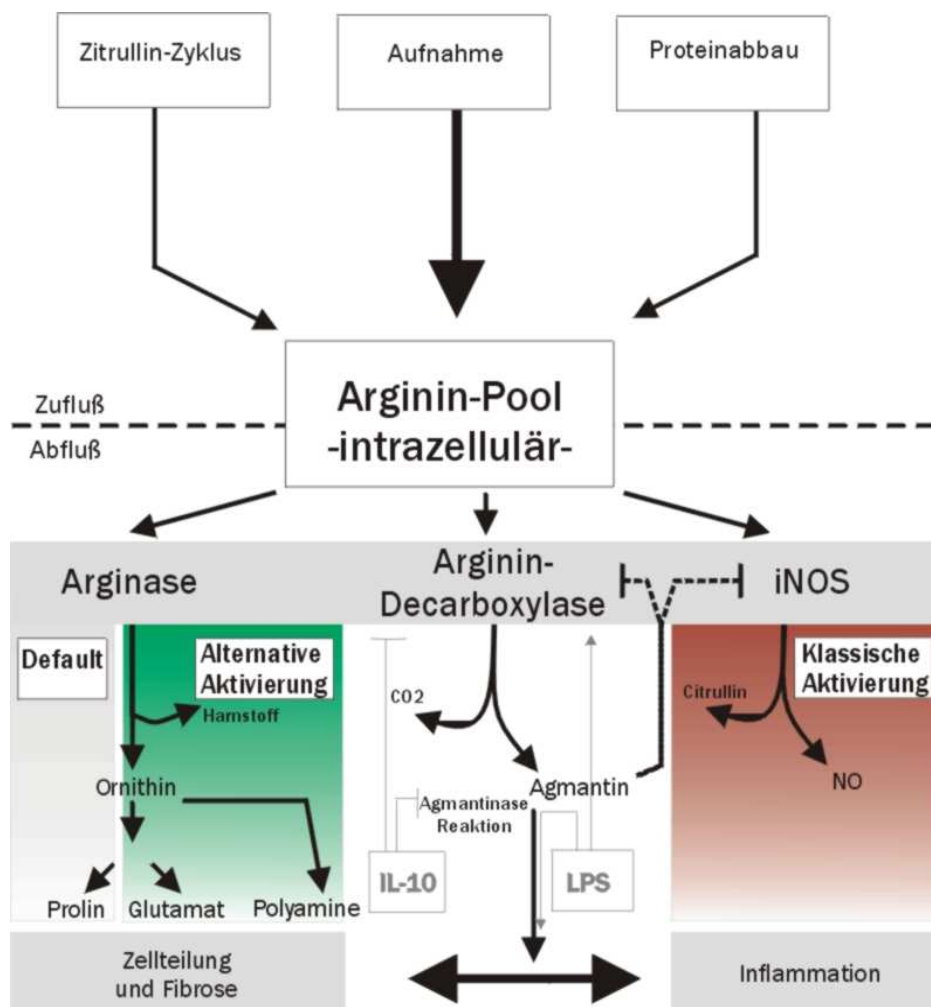 Zitrullin-Zyklus
Aufnahme
Proteinabbau
Arginin-Pool
-intrazellulär-
Zufluß
Abfluß
Arginase
Arginin-
Decarboxylase
iNOS
Default
Alternative
Aktivierung
Klassische
Aktivierung
Harnstoff
CO2
Citrullin
Ornithin
Agmantin
NO
Agmantinase
Reaktion
IL-10
LPS
Prolin
Glutamat
Polyamine
Zellteilung
und Fibrose
Inflammation